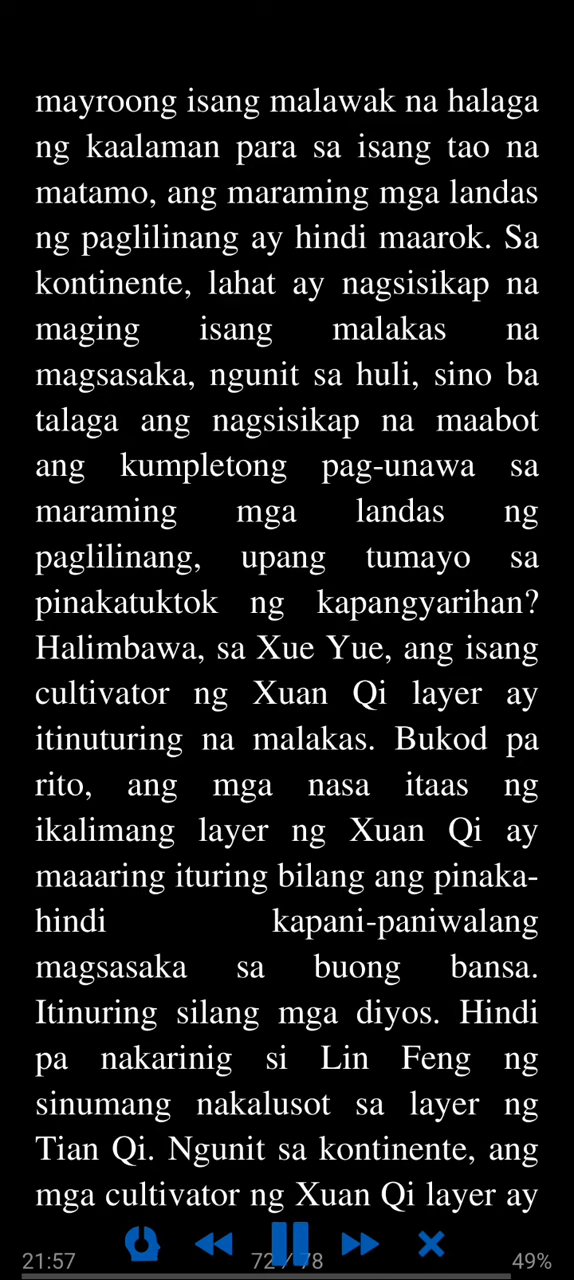 mayroong isang malawak na halaga
ng kaalaman para sa isang tao na
matamo, ang maraming mga landas
ng paglilinang ay hindi maarok. Sa
kontinente, lahat ay nagsisikap na
maging isang malakas na
magsasaka, ngunit sa huli, sino ba
talaga ang nagsisikap na maabot
ang kumpletong pag-unawa sa
maraming mga landas ng
paglilinang, upang tumayo sa
pinakatuktok ng kapangyarihan?
Halimbawa, sa Xue Yue, ang isang
cultivator ng Xuan Qi layer ay
itinuturing na malakas. Bukod pa
rito, ang mga nasa itaas ng
ikalimang layer ng Xuan Qi ay
maaaring ituring bilang ang pinaka-
hindi kapani-paniwalang
magsasaka sa buong bansa.
Itinuring silang mga diyos. Hindi
pa nakarinig si Lin Feng ng
sinumang nakalusot sa layer ng
Tian Qi. Ngunit sa kontinente, ang
mga cultivator ng Xuan Qi layer ay
21:57 72 / 78 49%